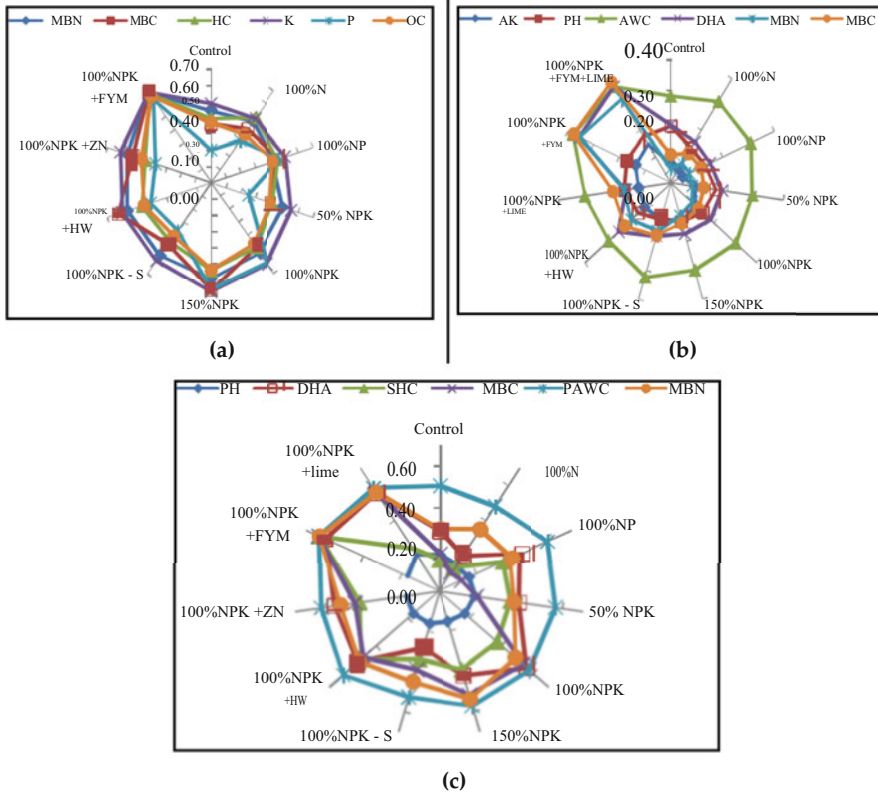 (a)
MBN MBC HC K P OC
Control
0.70
0.60
0.50
0.40
0.30
0.10
0.00
100%N
100%NP
50% NPK
100%NPK
150%NPK
100%NPK - S
100%NPK
+HW
100%NPK +ZN
100%NPK
+FYM
(b)
AK PH AWC DHA MBN MBC
Control
0.40
0.30
0.20
0.00
100%N
100%NP
50% NPK
100%NPK
150%NPK
100%NPK - S
100%NPK
+HW
100%NPK
+LIME
100%NPK
+FYM
100%NPK
+FYM+LIME
(a)
(b)
PH DHA SHC MBC PAWC MBN
Control
0.60
0.40
0.20
0.00
100%N
100%NP
50% NPK
100%NPK
150%NPK
100%NPK - S
100%NPK
+HW
100%NPK +ZN
100%NPK
+FYM
100%NPK
+lime
(c)